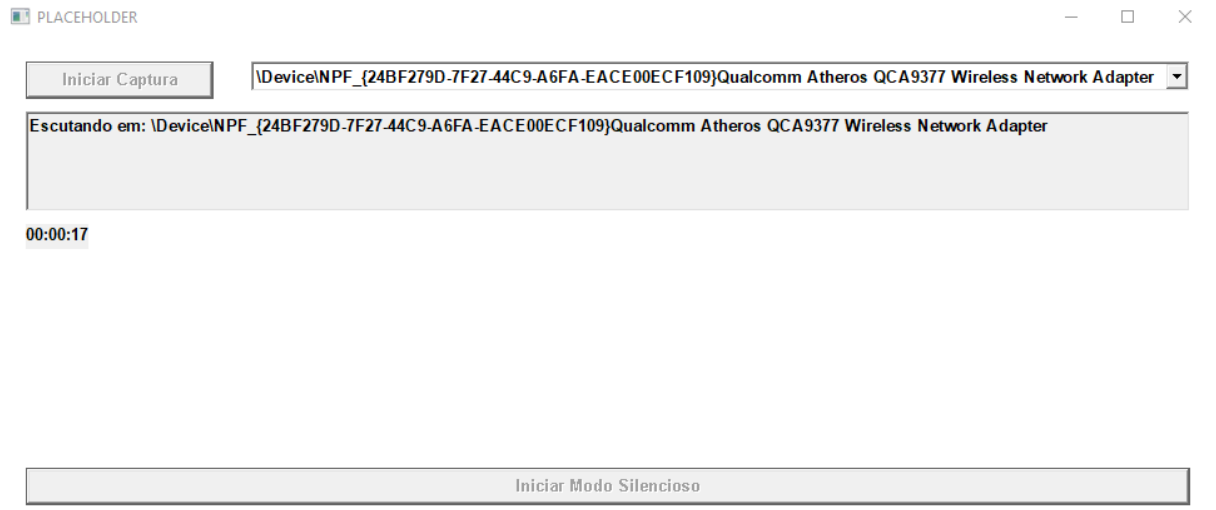 PLACEHOLDER
Iniciar Captura
\Device\NPF_{24BF279D-7F27-44C9-A6FA-EACE00ECF109}Qualcomm Atheros QCA9377 Wireless Network Adapter
Escutando em: \Device\NPF_{24BF279D-7F27-44C9-A6FA-EACE00ECF109}Qualcomm Atheros QCA9377 Wireless Network Adapter
00:00:17
Iniciar Modo Silencioso